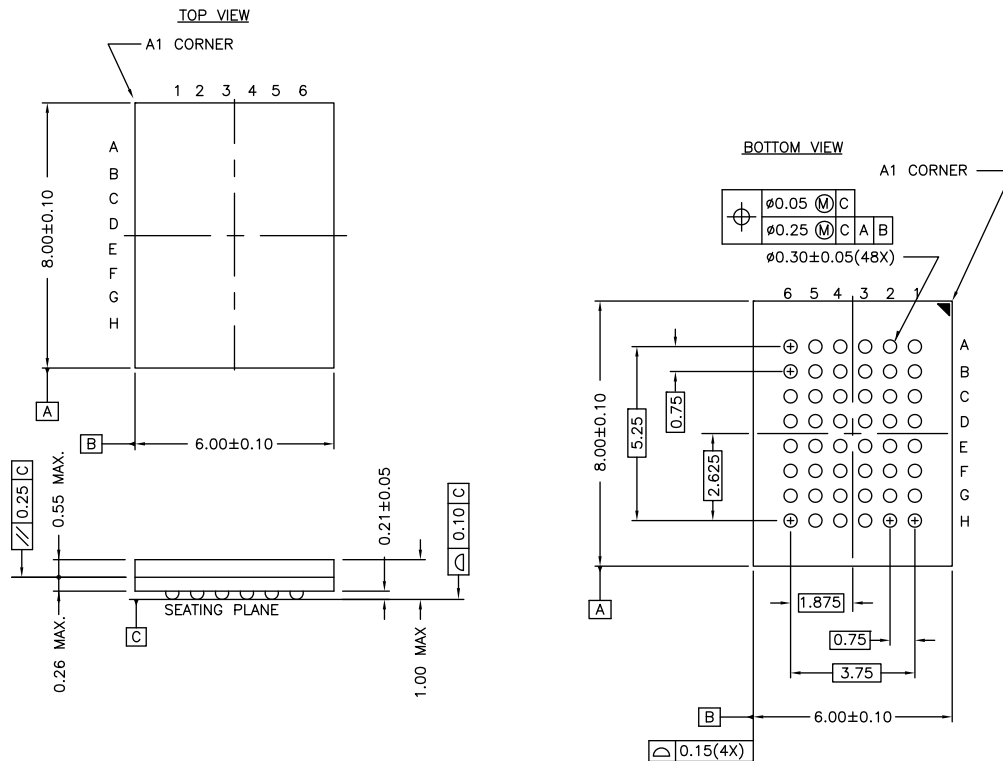 TOP VIEW
A1 CORNER
1 2 3 4 5 6
A
B
C
D
E
F
G
H
8.00±0.10
A
B
6.00±0.10
// 0.25 C
0.55 MAX.
0.21±0.05
⌓ 0.10 C
SEATING PLANE
C
0.26 MAX.
1.00 MAX
BOTTOM VIEW
A1 CORNER
⌖ ⌀0.05 Ⓜ C
⌀0.25 Ⓜ C A B
⌀0.30±0.05(48X)
6 5 4 3 2 1
A
B
C
D
E
F
G
H
8.00±0.10
5.25
0.75
2.625
A
1.875
0.75
3.75
B
6.00±0.10
⌓ 0.15(4X)